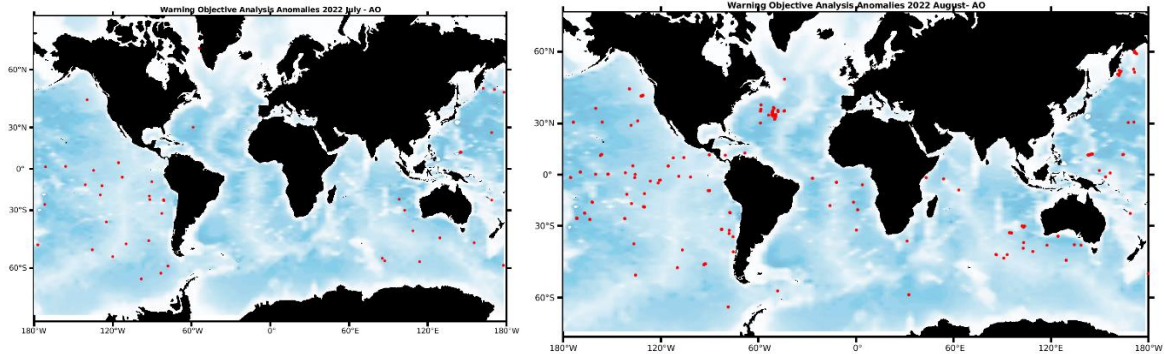 Warning Objective Analysis Anomalies 2022 July - AO
60°N
30°N
0°
30°S
60°S
180°W 120°W 60°W 0° 60°E 120°E 180°W
Warning Objective Analysis Anomalies 2022 August- AO
60°N
30°N
0°
30°S
60°S
180°W 120°W 60°W 0° 60°E 120°E 180°W